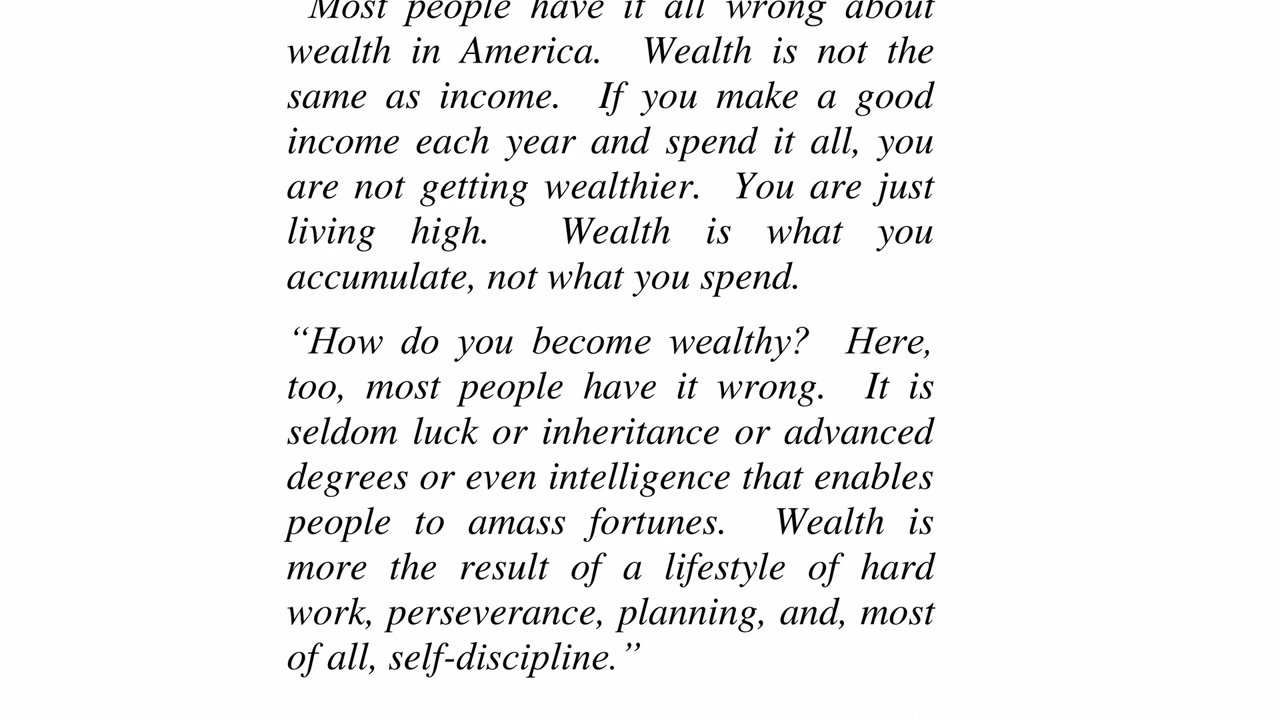 Most people have it all wrong about
wealth in America. Wealth is not the
same as income. If you make a good
income each year and spend it all, you
are not getting wealthier. You are just
living high. Wealth is what you
accumulate, not what you spend.
“How do you become wealthy? Here,
too, most people have it wrong. It is
seldom luck or inheritance or advanced
degrees or even intelligence that enables
people to amass fortunes. Wealth is
more the result of a lifestyle of hard
work, perseverance, planning, and, most
of all, self-discipline.”